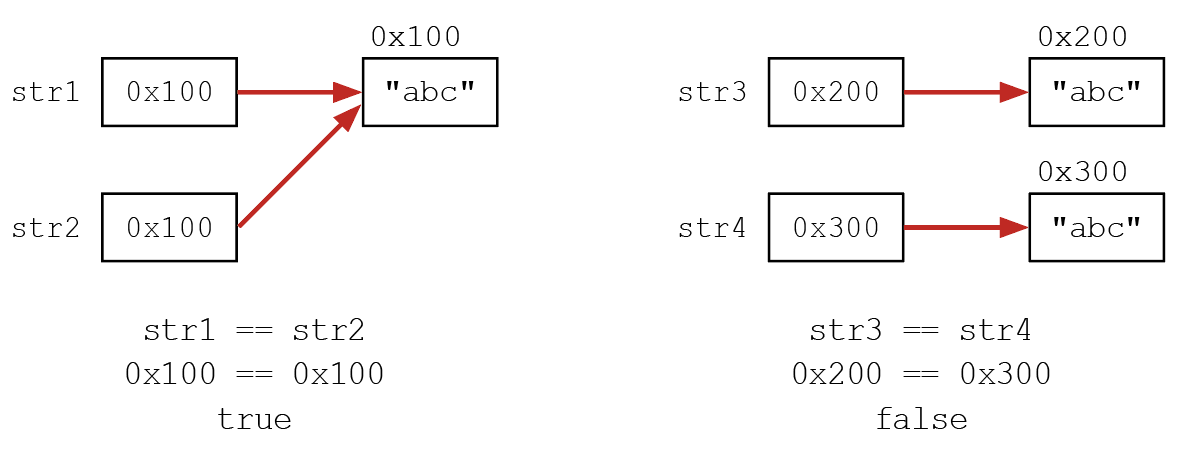 0x100
str1 0x100 "abc"
str2 0x100
str1 == str2
0x100 == 0x100
true
0x200
str3 0x200 "abc"
0x300
str4 0x300 "abc"
str3 == str4
0x200 == 0x300
false